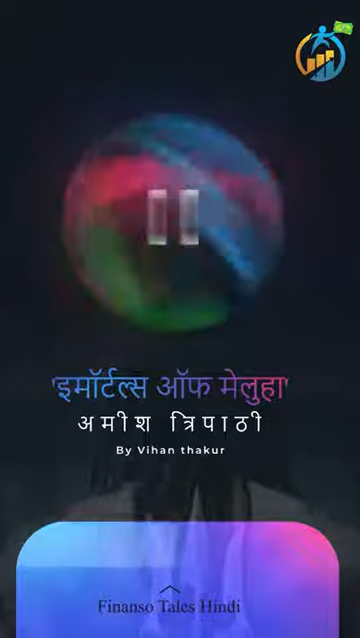 'इमॉर्टल्स ऑफ मेलुहा'
अमीश त्रिपाठी
By Vihan thakur
Finanso Tales Hindi